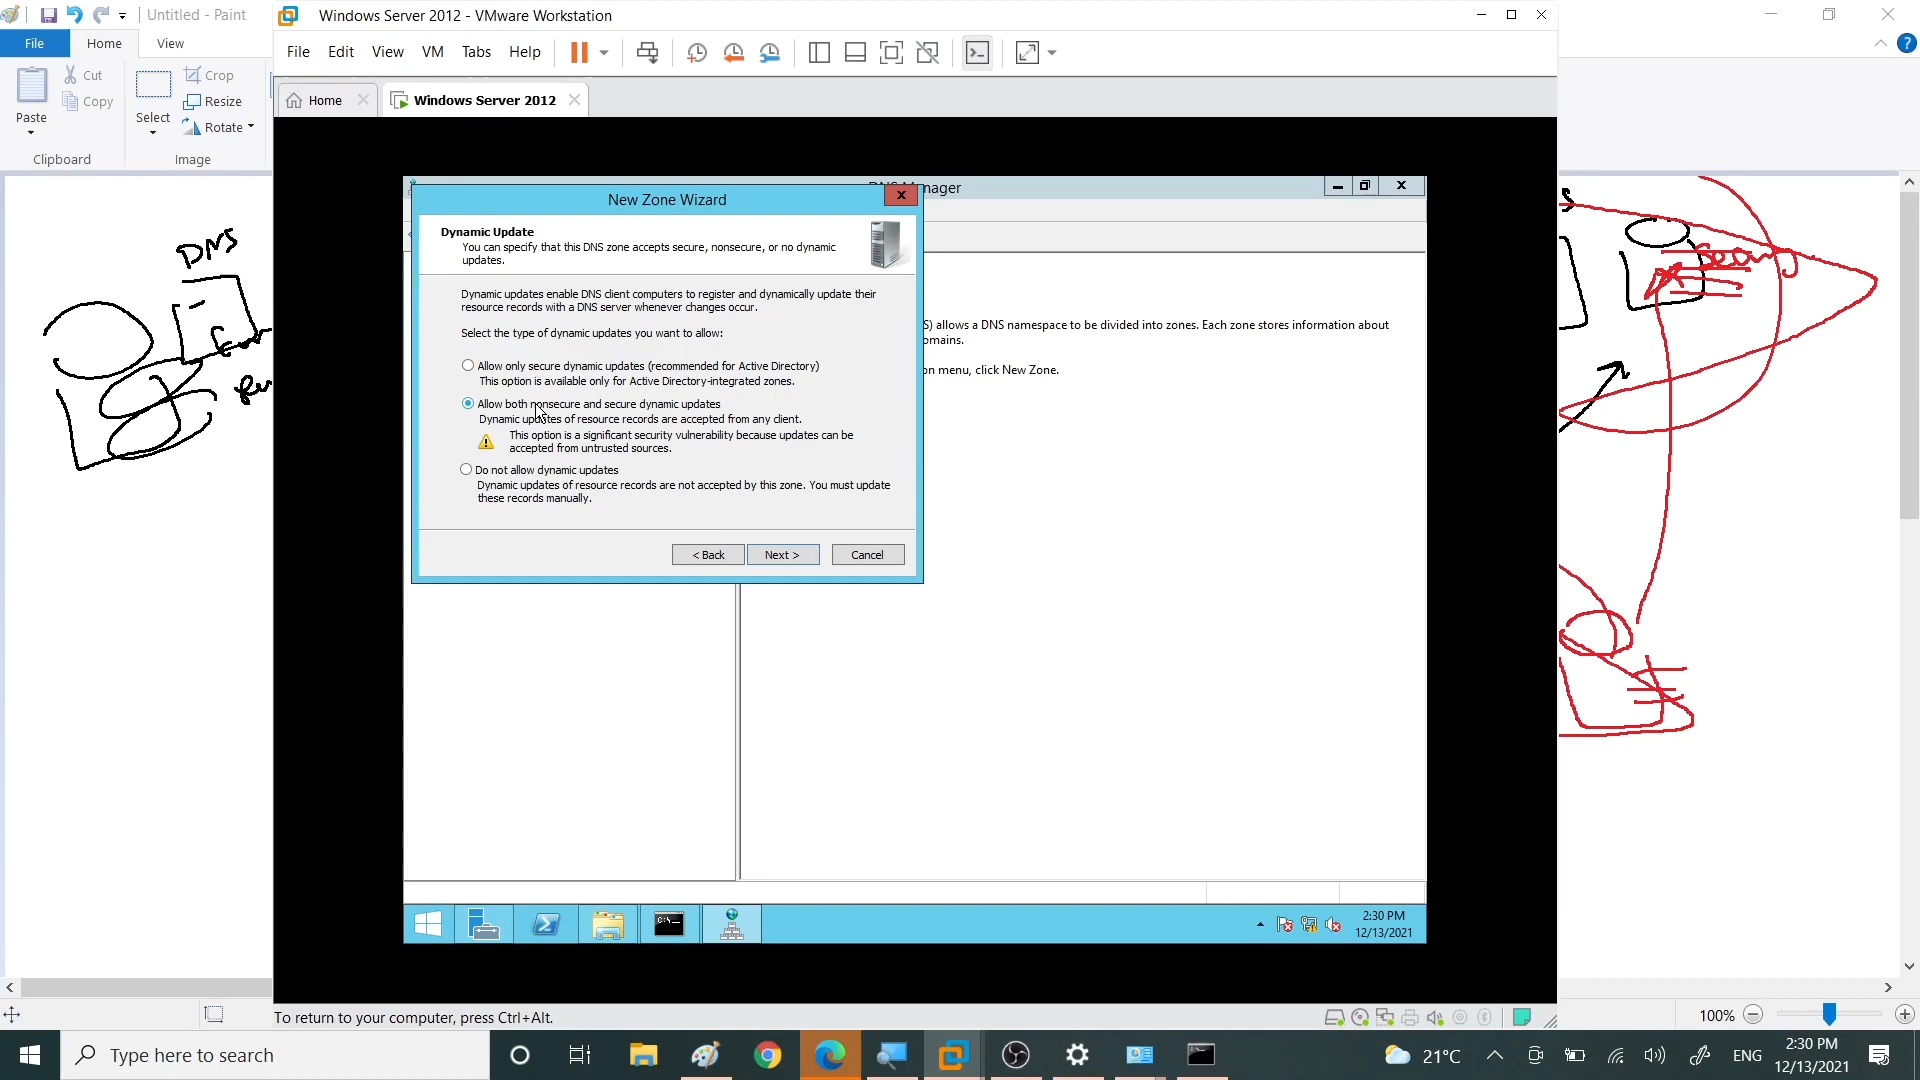 Untitled - Paint
File
Home
View
Paste
Cut
Copy
Clipboard
Select
Crop
Resize
Rotate
Image
Windows Server 2012 - VMware Workstation
File Edit View VM Tabs Help
Home
Windows Server 2012
New Zone Wizard
nager
Dynamic Update
You can specify that this DNS zone accepts secure, nonsecure, or no dynamic
updates.
Dynamic updates enable DNS client computers to register and dynamically update their
resource records with a DNS server whenever changes occur.
Select the type of dynamic updates you want to allow:
Allow only secure dynamic updates (recommended for Active Directory)
This option is available only for Active Directory-integrated zones.
Allow both nonsecure and secure dynamic updates
Dynamic updates of resource records are accepted from any client.
This option is a significant security vulnerability because updates can be
accepted from untrusted sources.
Do not allow dynamic updates
Dynamic updates of resource records are not accepted by this zone. You must update
these records manually.
< Back
Next >
Cancel
S) allows a DNS namespace to be divided into zones. Each zone stores information about
omains.
on menu, click New Zone.
DNS
2:30 PM
12/13/2021
To return to your computer, press Ctrl+Alt.
100%
Type here to search
21°C
ENG
2:30 PM
12/13/2021